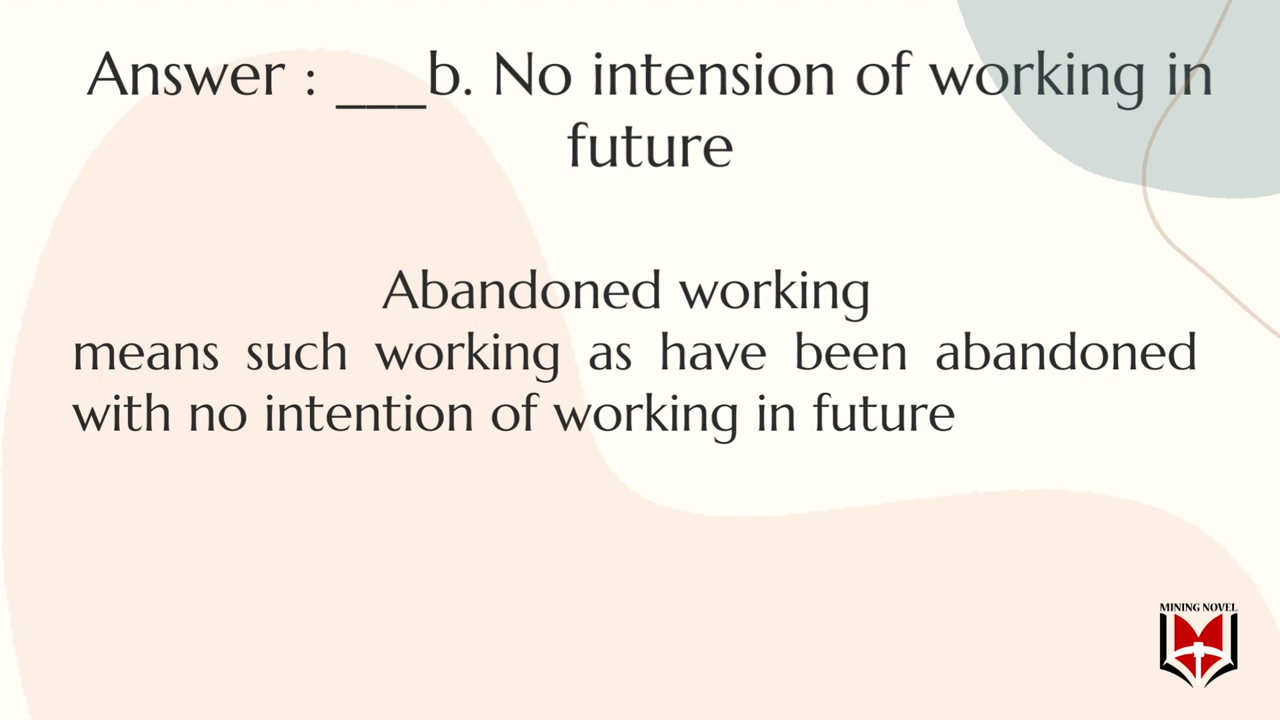 Answer : ___b. No intension of working in
future
Abandoned working
means such working as have been abandoned
with no intention of working in future
MINING NOVEL